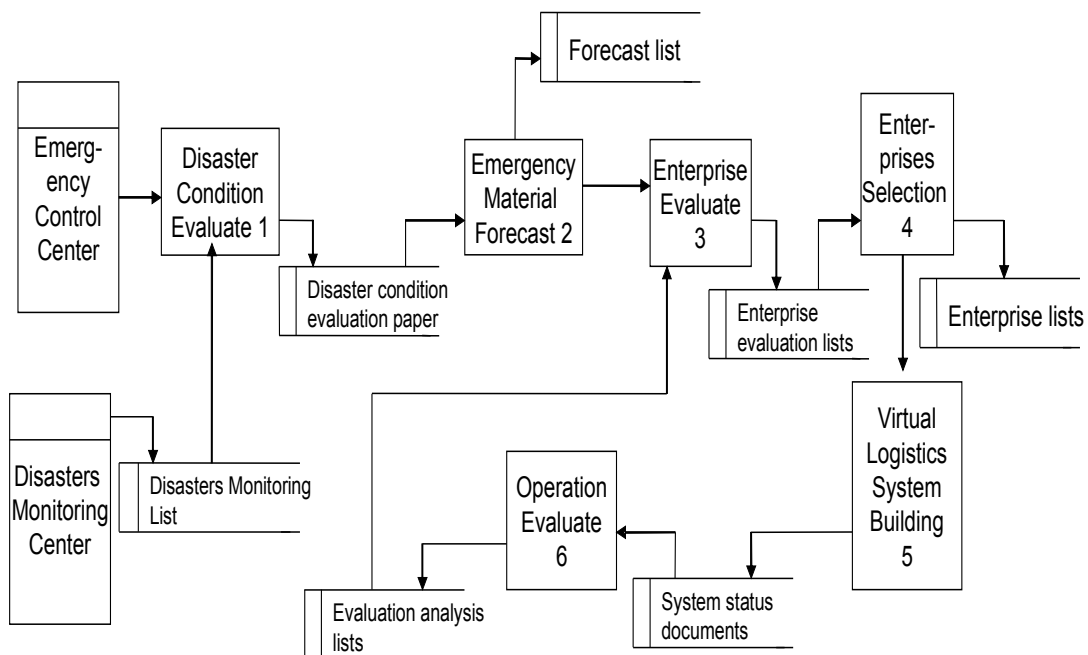 Forecast list
Emerg-
ency
Control
Center
Disaster
Condition
Evaluate 1
Emergency
Material
Forecast 2
Enterprise
Evaluate
3
Enter-
prises
Selection
4
Disaster condition
evaluation paper
Enterprise
evaluation lists
Enterprise lists
Disasters
Monitoring
Center
Disasters Monitoring
List
Operation
Evaluate
6
Virtual
Logistics
System
Building
5
Evaluation analysis
lists
System status
documents